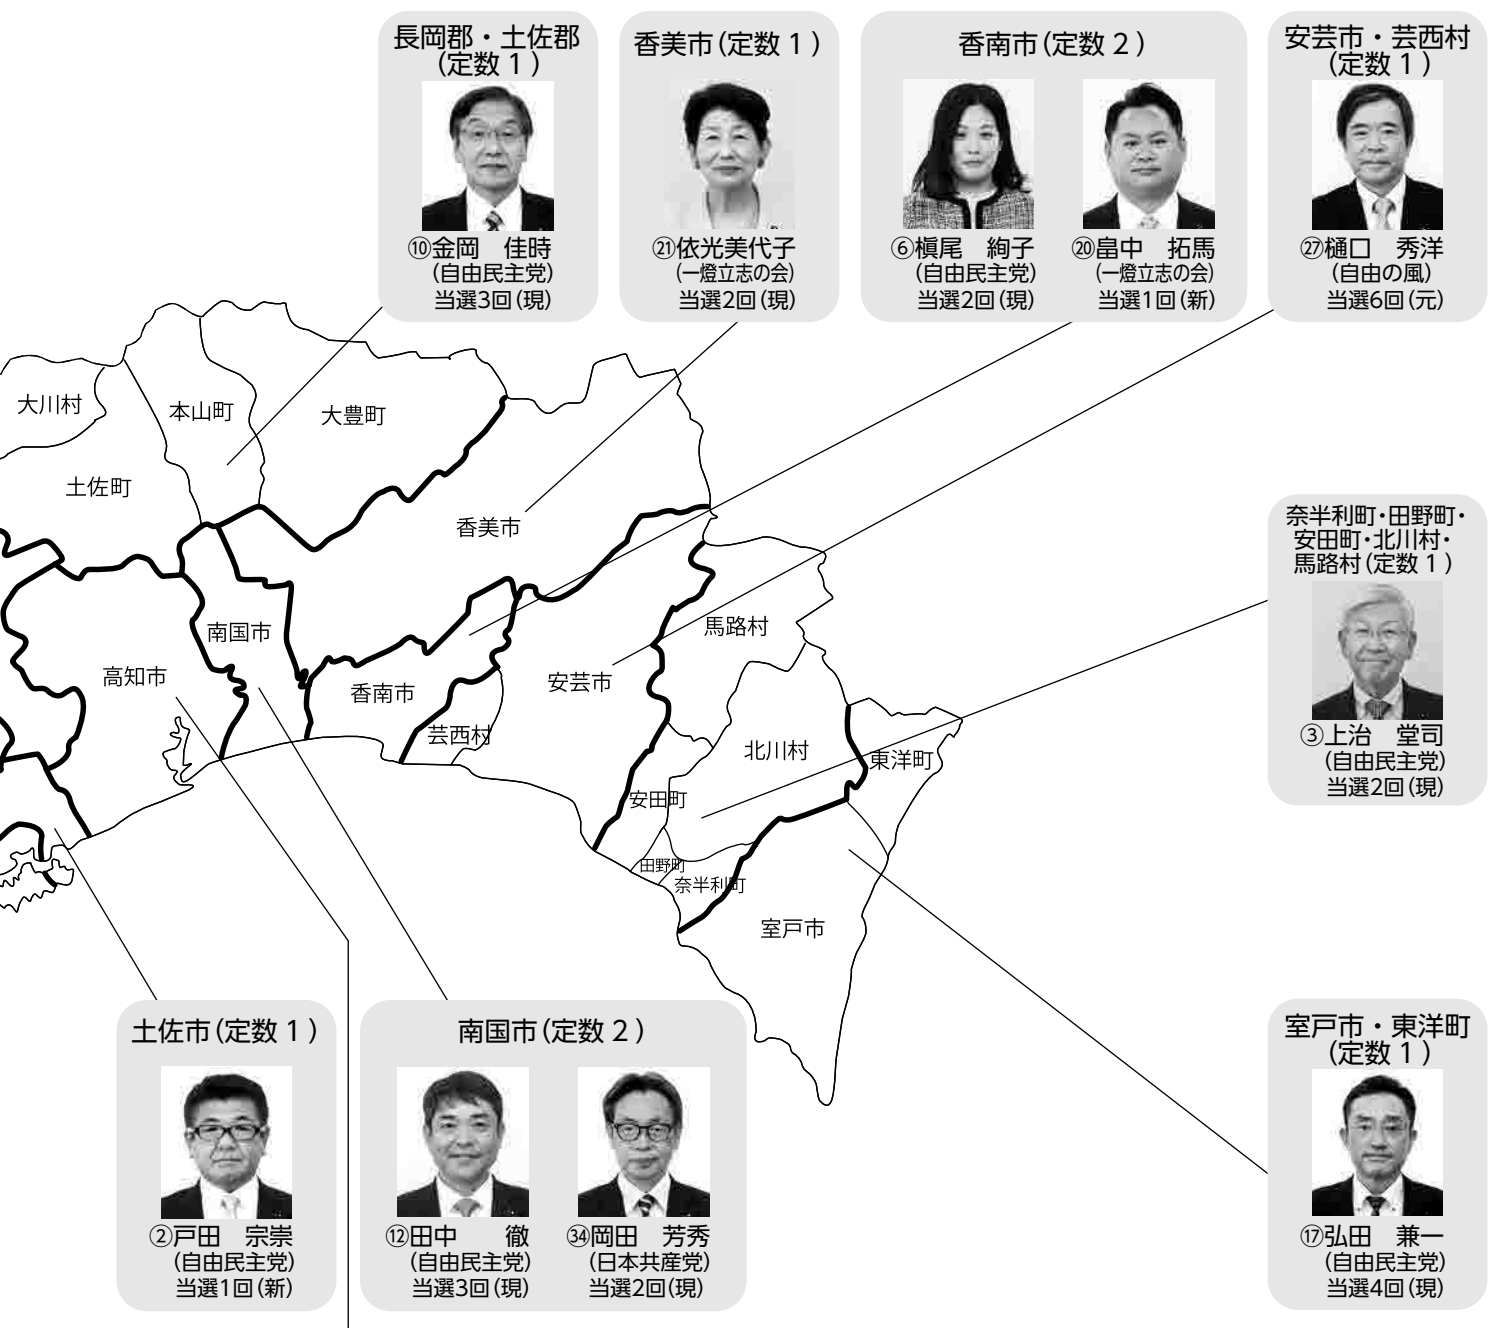 長岡郡・土佐郡
(定数1)
⑩金岡　佳時
(自由民主党)
当選3回(現)
香美市(定数1)
㉑依光美代子
(一燈立志の会)
当選2回(現)
香南市(定数2)
⑥槇尾　絢子
(自由民主党)
当選2回(現)
⑳畠中　拓馬
(一燈立志の会)
当選1回(新)
安芸市・芸西村
(定数1)
㉗樋口　秀洋
(自由の風)
当選6回(元)
大川村
本山町
大豊町
土佐町
香美市
南国市
高知市
香南市
芸西村
安芸市
馬路村
北川村
東洋町
安田町
田野町
奈半利町
室戸市
奈半利町・田野町・
安田町・北川村・
馬路村(定数1)
③上治　堂司
(自由民主党)
当選2回(現)
土佐市(定数1)
②戸田　宗崇
(自由民主党)
当選1回(新)
南国市(定数2)
⑫田中　　徹
(自由民主党)
当選3回(現)
㉞岡田　芳秀
(日本共産党)
当選2回(現)
室戸市・東洋町
(定数1)
⑰弘田　兼一
(自由民主党)
当選4回(現)